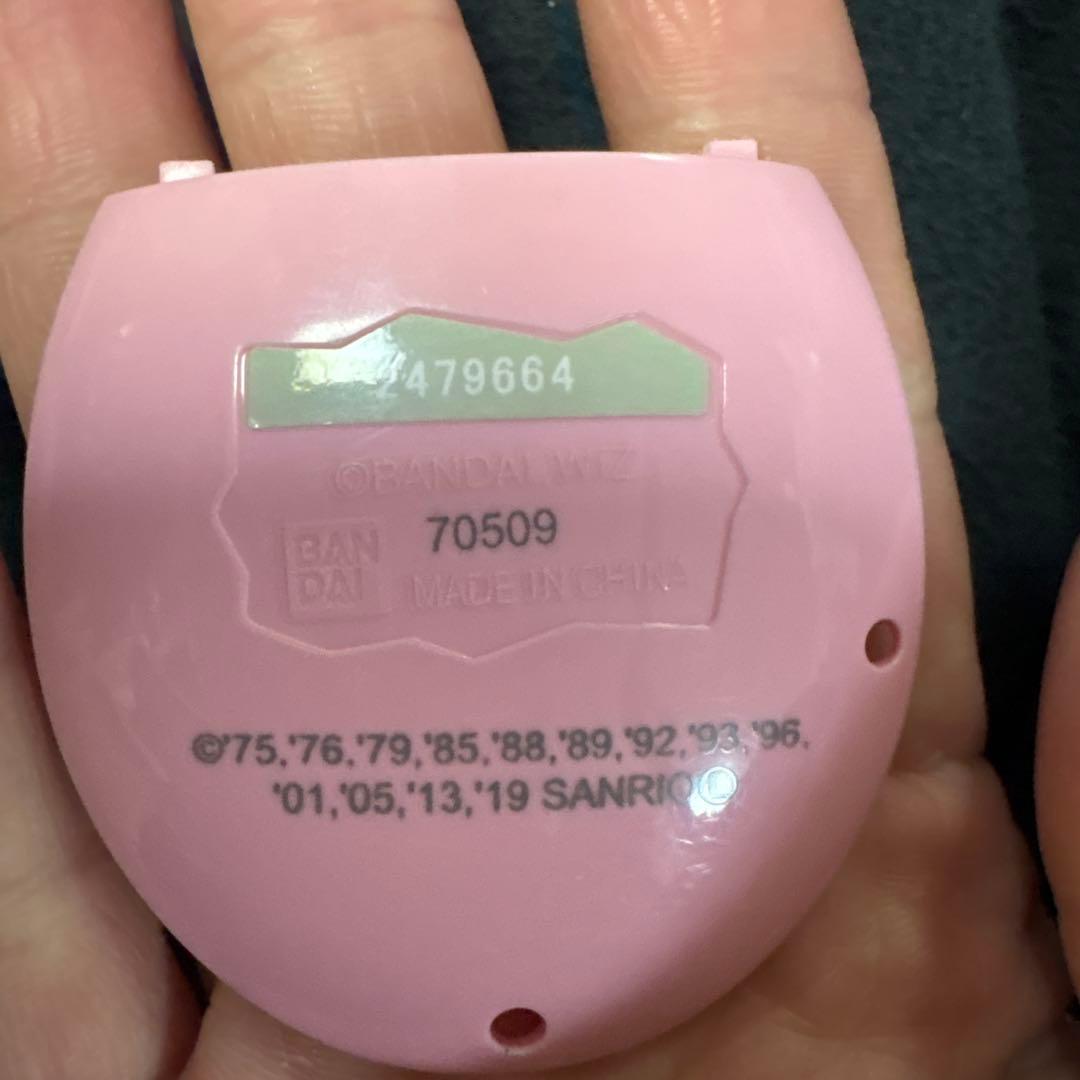 2479664
©BANDAI, WIZ
BAN
DAI
70509
MADE IN CHINA
©'75,'76,'79,'85,'88,'89,'92,'93,'96,
'01,'05,'13,'19 SANRIO Ⓛ